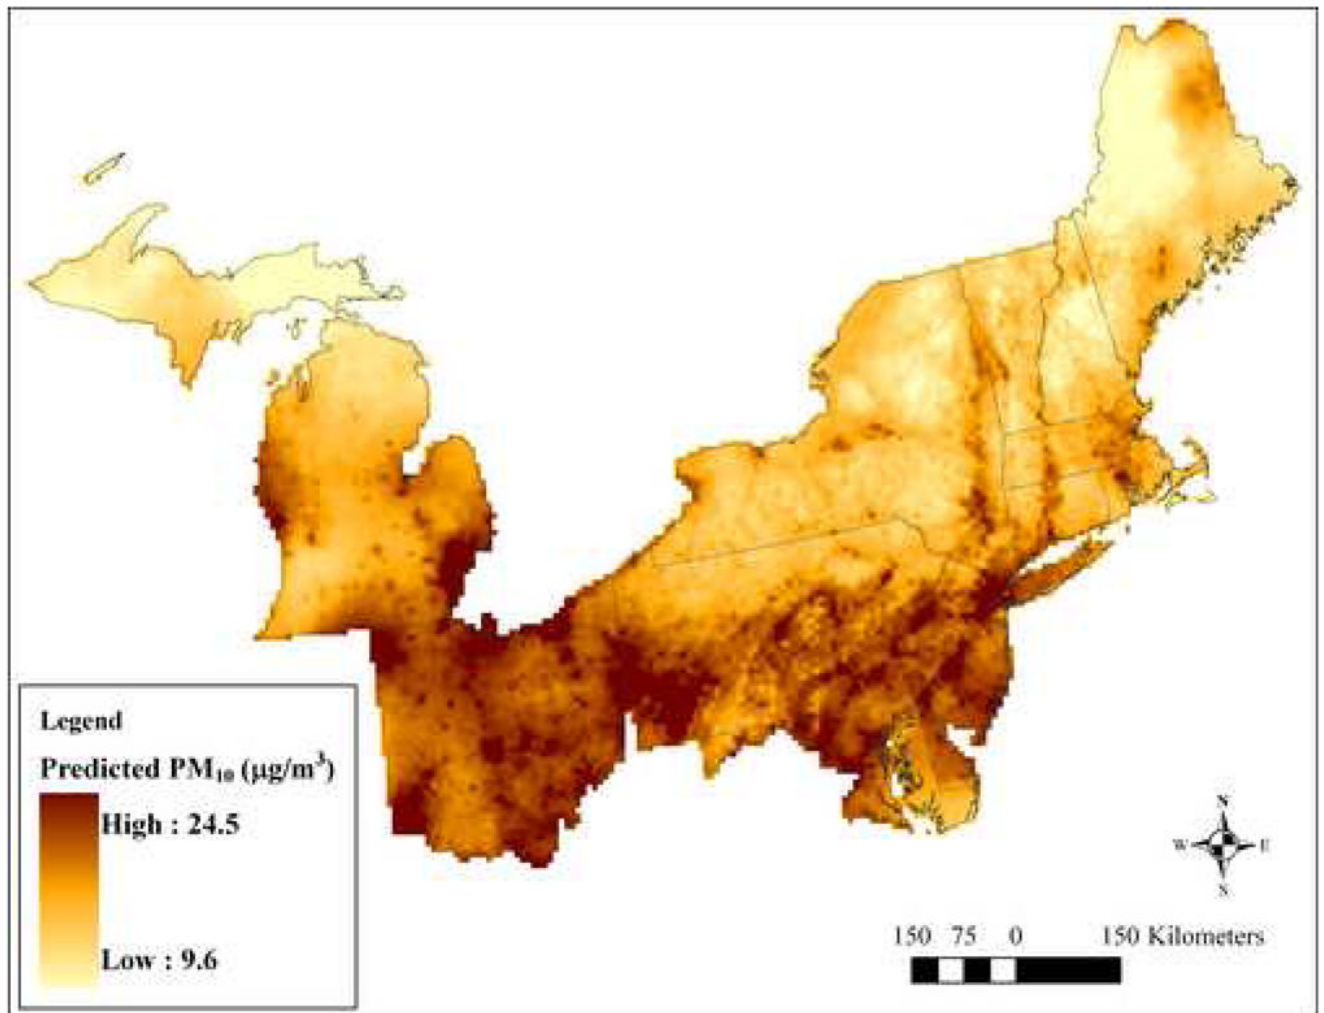 Legend
Predicted PM₁₀ (µg/m³)
High : 24.5
Low : 9.6
N
W E
N
150 75 0 150 Kilometers